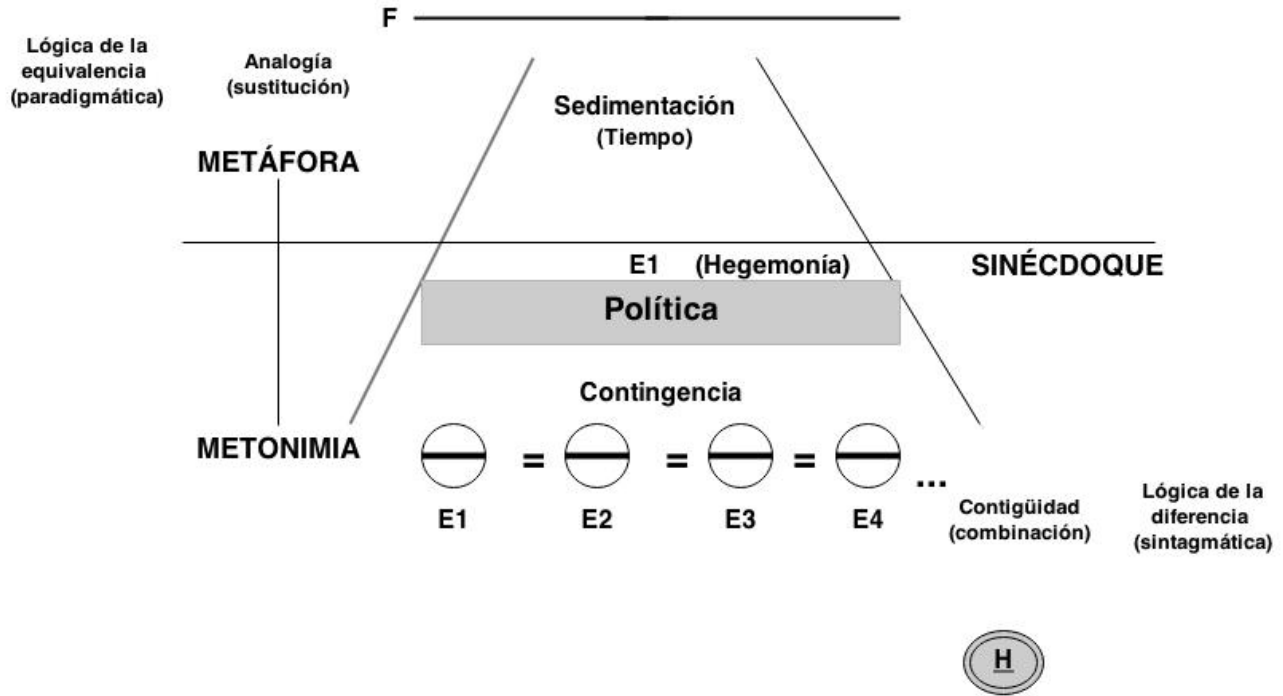 F
Lógica de la
equivalencia
(paradigmática)
Analogía
(sustitución)
Sedimentación
(Tiempo)
METÁFORA
E1 (Hegemonía)
SINÉCDOQUE
Política
Contingencia
METONIMIA
= = = ...
E1 E2 E3 E4
Contigüidad
(combinación)
Lógica de la
diferencia
(sintagmática)
H